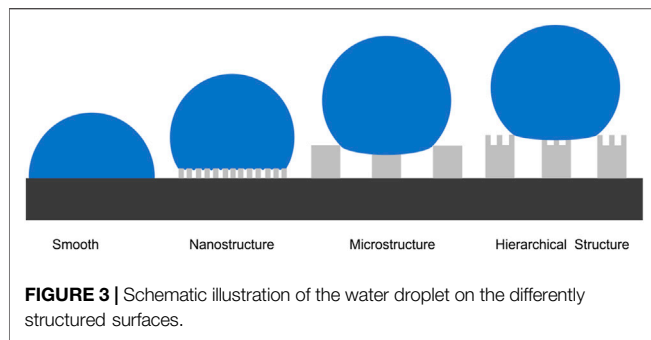 Smooth Nanostructure Microstructure Hierarchical Structure
FIGURE 3 | Schematic illustration of the water droplet on the differently
structured surfaces.